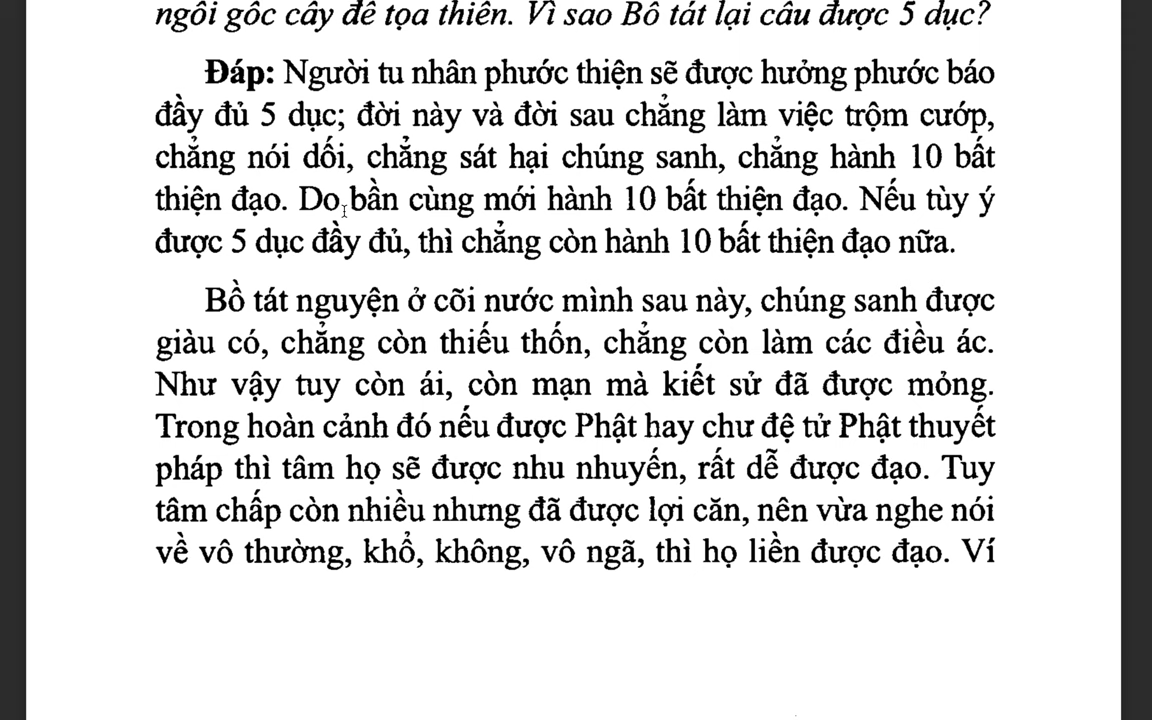 ngồi gốc cây để tọa thiền. Vì sao Bồ tát lại cầu được 5 dục?
Đáp: Người tu nhân phước thiện sẽ được hưởng phước báo
đầy đủ 5 dục; đời này và đời sau chẳng làm việc trộm cướp,
chẳng nói dối, chẳng sát hại chúng sanh, chẳng hành 10 bất
thiện đạo. Do bần cùng mới hành 10 bất thiện đạo. Nếu tùy ý
được 5 dục đầy đủ, thì chẳng còn hành 10 bất thiện đạo nữa.
Bồ tát nguyện ở cõi nước mình sau này, chúng sanh được
giàu có, chẳng còn thiếu thốn, chẳng còn làm các điều ác.
Như vậy tuy còn ái, còn mạn mà kiết sử đã được mỏng.
Trong hoàn cảnh đó nếu được Phật hay chư đệ tử Phật thuyết
pháp thì tâm họ sẽ được nhu nhuyến, rất dễ được đạo. Tuy
tâm chấp còn nhiều nhưng đã được lợi căn, nên vừa nghe nói
về vô thường, khổ, không, vô ngã, thì họ liền được đạo. Ví